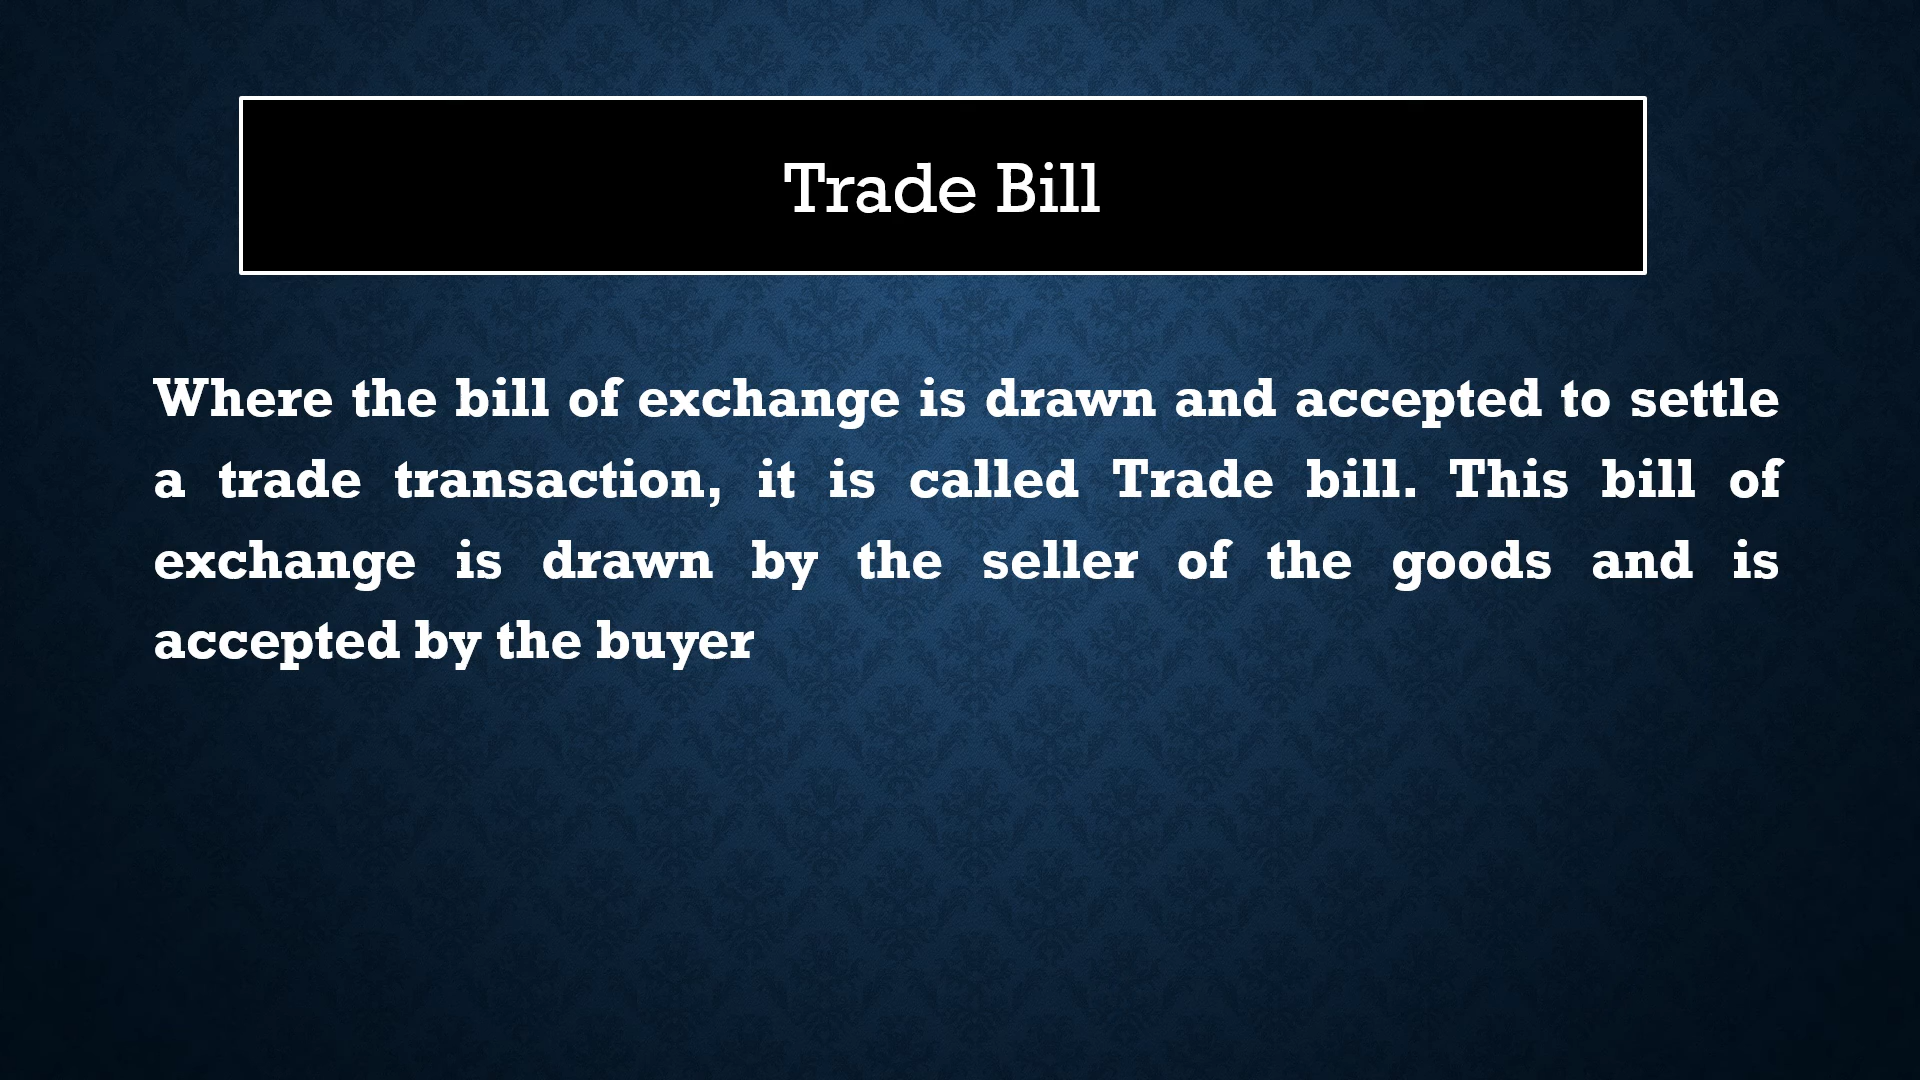 Trade Bill
Where the bill of exchange is drawn and accepted to settle
a trade transaction, it is called Trade bill. This bill of
exchange is drawn by the seller of the goods and is
accepted by the buyer